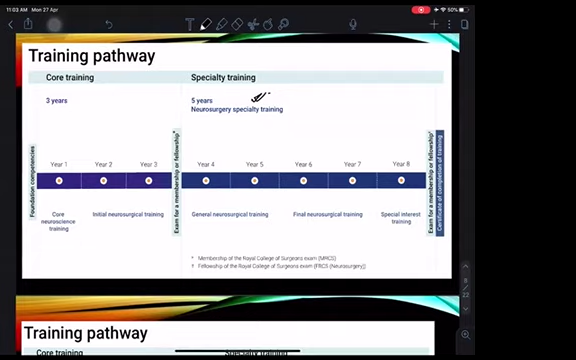 11:03 AM Mon 27 Apr
50%
Training pathway
Core training
Specialty training
3 years
5 years
Neurosurgery specialty training
Foundation competencies
Year 1
Year 2
Year 3
Exam for a membership or fellowship*
Year 4
Year 5
Year 6
Year 7
Year 8
Exam for a membership or fellowship†
Certificate of completion of training
Core neuroscience training
Initial neurosurgical training
General neurosurgical training
Final neurosurgical training
Special interest training
* Membership of the Royal College of Surgeons exam (MRCS)
† Fellowship of the Royal College of Surgeons exam (FRCS (Neurosurgery))
8
22
Training pathway
Core training
Specialty training